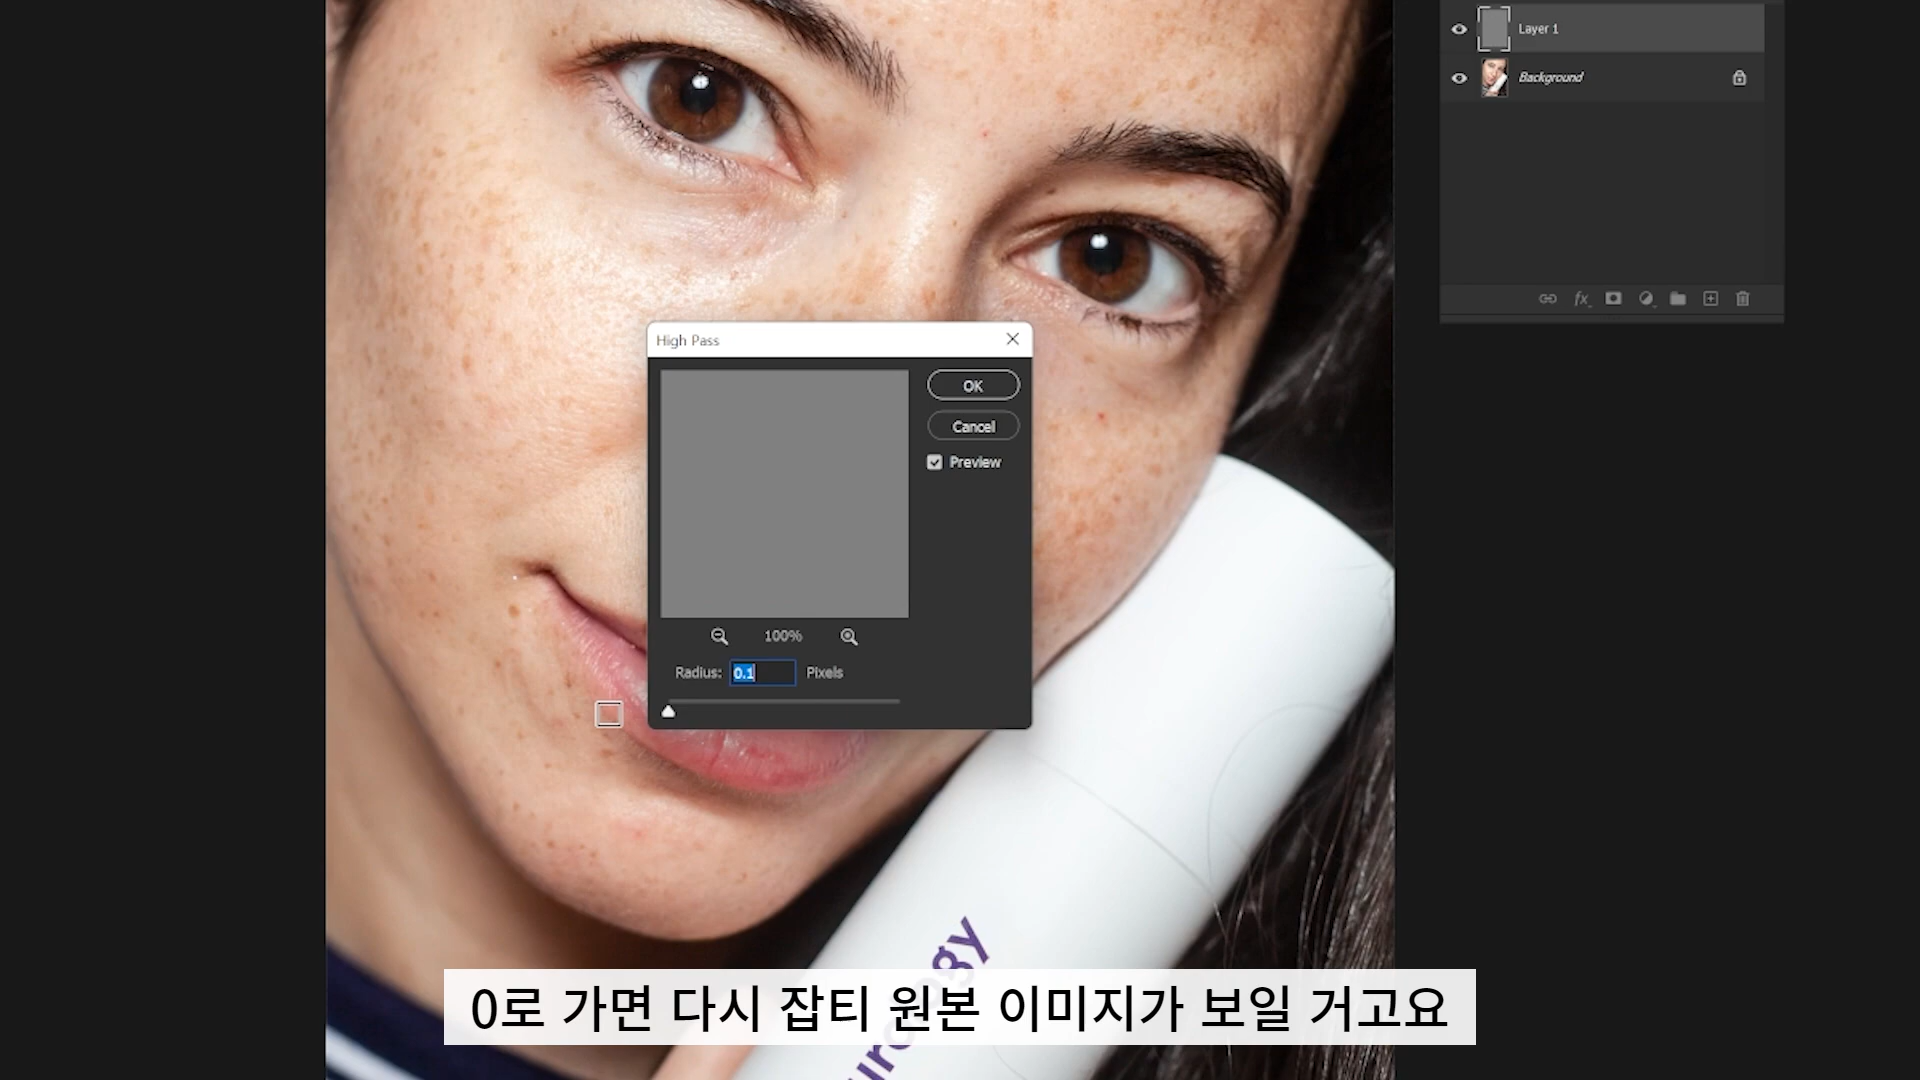 Layer 1
Background
fx
High Pass
OK
Cancel
Preview
100%
Radius: 0.1 Pixels
0로 가면 다시 잡티 원본 이미지가 보일 거고요